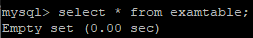 mysql> select * from examtable;
Empty set (0.00 sec)